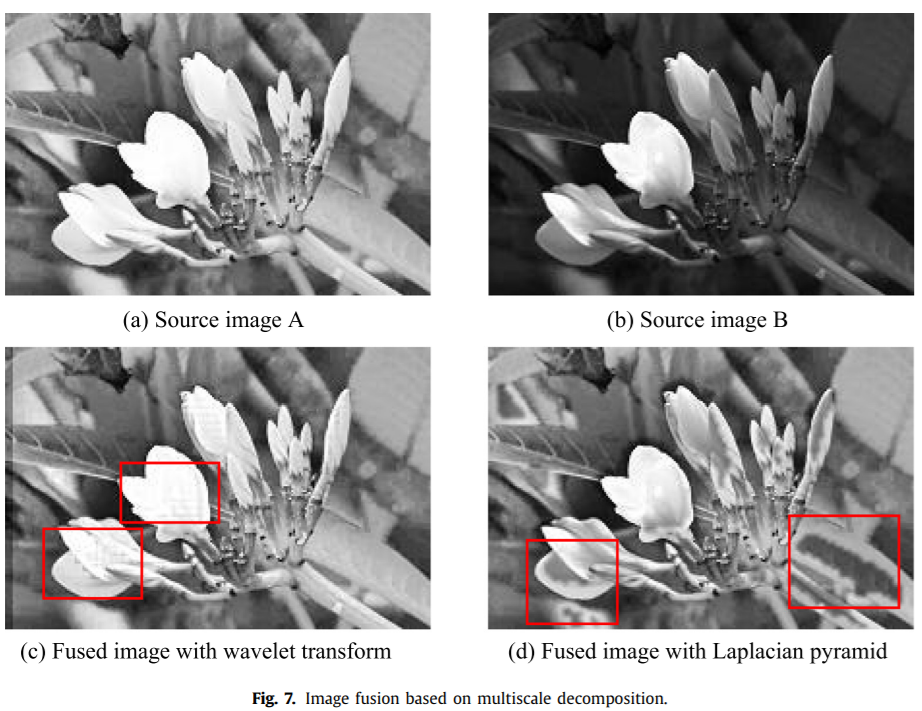 (a) Source image A
(b) Source image B
(c) Fused image with wavelet transform
(d) Fused image with Laplacian pyramid
Fig. 7. Image fusion based on multiscale decomposition.